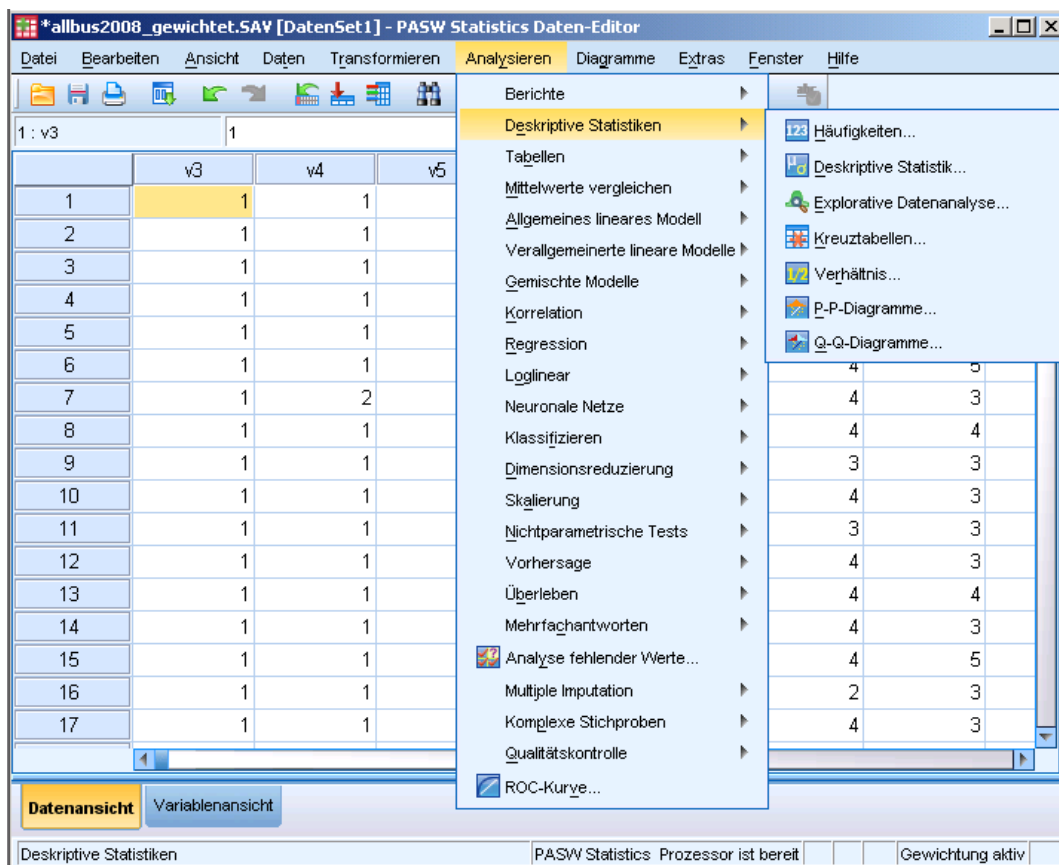 *allbus2008_gewichtet.SAV [DatenSet1] - PASW Statistics Daten-Editor
Datei Bearbeiten Ansicht Daten Transformieren Analysieren Diagramme Extras Fenster Hilfe
1 : v3 1
v3 v4 v5
1 1 1
2 1 1
3 1 1
4 1 1
5 1 1
6 1 1 4 5
7 1 2 4 3
8 1 1 4 4
9 1 1 3 3
10 1 1 4 3
11 1 1 3 3
12 1 1 4 3
13 1 1 4 4
14 1 1 4 3
15 1 1 4 5
16 1 1 2 3
17 1 1 4 3
Berichte
Deskriptive Statistiken
Tabellen
Mittelwerte vergleichen
Allgemeines lineares Modell
Verallgemeinerte lineare Modelle
Gemischte Modelle
Korrelation
Regression
Loglinear
Neuronale Netze
Klassifizieren
Dimensionsreduzierung
Skalierung
Nichtparametrische Tests
Vorhersage
Überleben
Mehrfachantworten
Analyse fehlender Werte...
Multiple Imputation
Komplexe Stichproben
Qualitätskontrolle
ROC-Kurve...
123 Häufigkeiten...
Deskriptive Statistik...
Explorative Datenanalyse...
Kreuztabellen...
1/2 Verhältnis...
P-P-Diagramme...
Q-Q-Diagramme...
Datenansicht Variablenansicht
Deskriptive Statistiken PASW Statistics Prozessor ist bereit Gewichtung aktiv